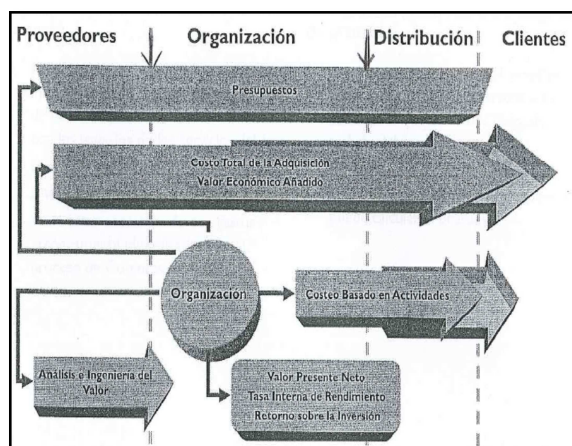 Proveedores
Organización
Distribución
Clientes
Presupuestos
Costo Total de la Adquisición
Valor Económico Añadido
Organización
Costeo Basado en Actividades
Análisis e Ingeniería del
Valor
Valor Presente Neto
Tasa Interna de Rendimiento
Retorno sobre la Inversión